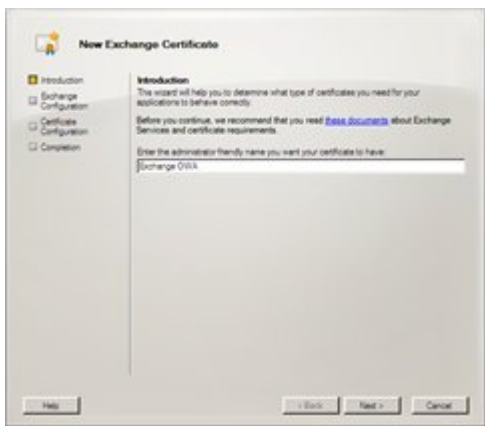 New Exchange Certificate
Introduction
Exchange
Configuration
Certificate
Configuration
Completion
Introduction
This wizard will help you to determine what type of certificates you need for your
applications to behave correctly.
Before you continue, we recommend that you read these documents about Exchange
Services and certificate requirements.
Enter the administrator-friendly name you want your certificate to have:
Exchange OWA
Help
< Back
Next >
Cancel